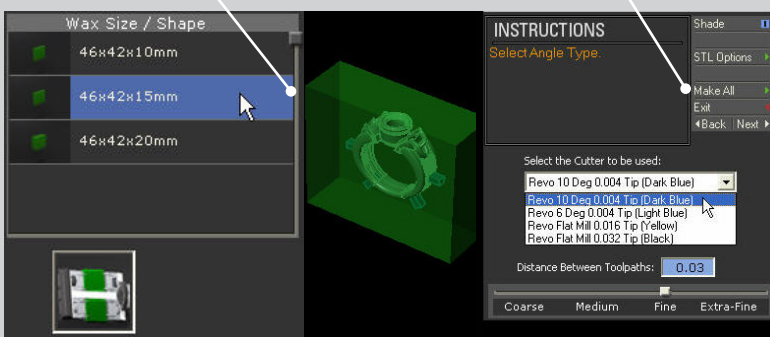 Wax Size / Shape
46x42x10mm
46x42x15mm
46x42x20mm
INSTRUCTIONS
Select Angle Type.
Shade
STL Options
Make All
Exit
Back Next
Select the Cutter to be used:
Revo 10 Deg 0.004 Tip (Dark Blue)
Revo 10 Deg 0.004 Tip (Dark Blue)
Revo 6 Deg 0.004 Tip (Light Blue)
Revo Flat Mill 0.016 Tip (Yellow)
Revo Flat Mill 0.032 Tip (Black)
Distance Between Toolpaths: 0.03
Coarse Medium Fine Extra-Fine